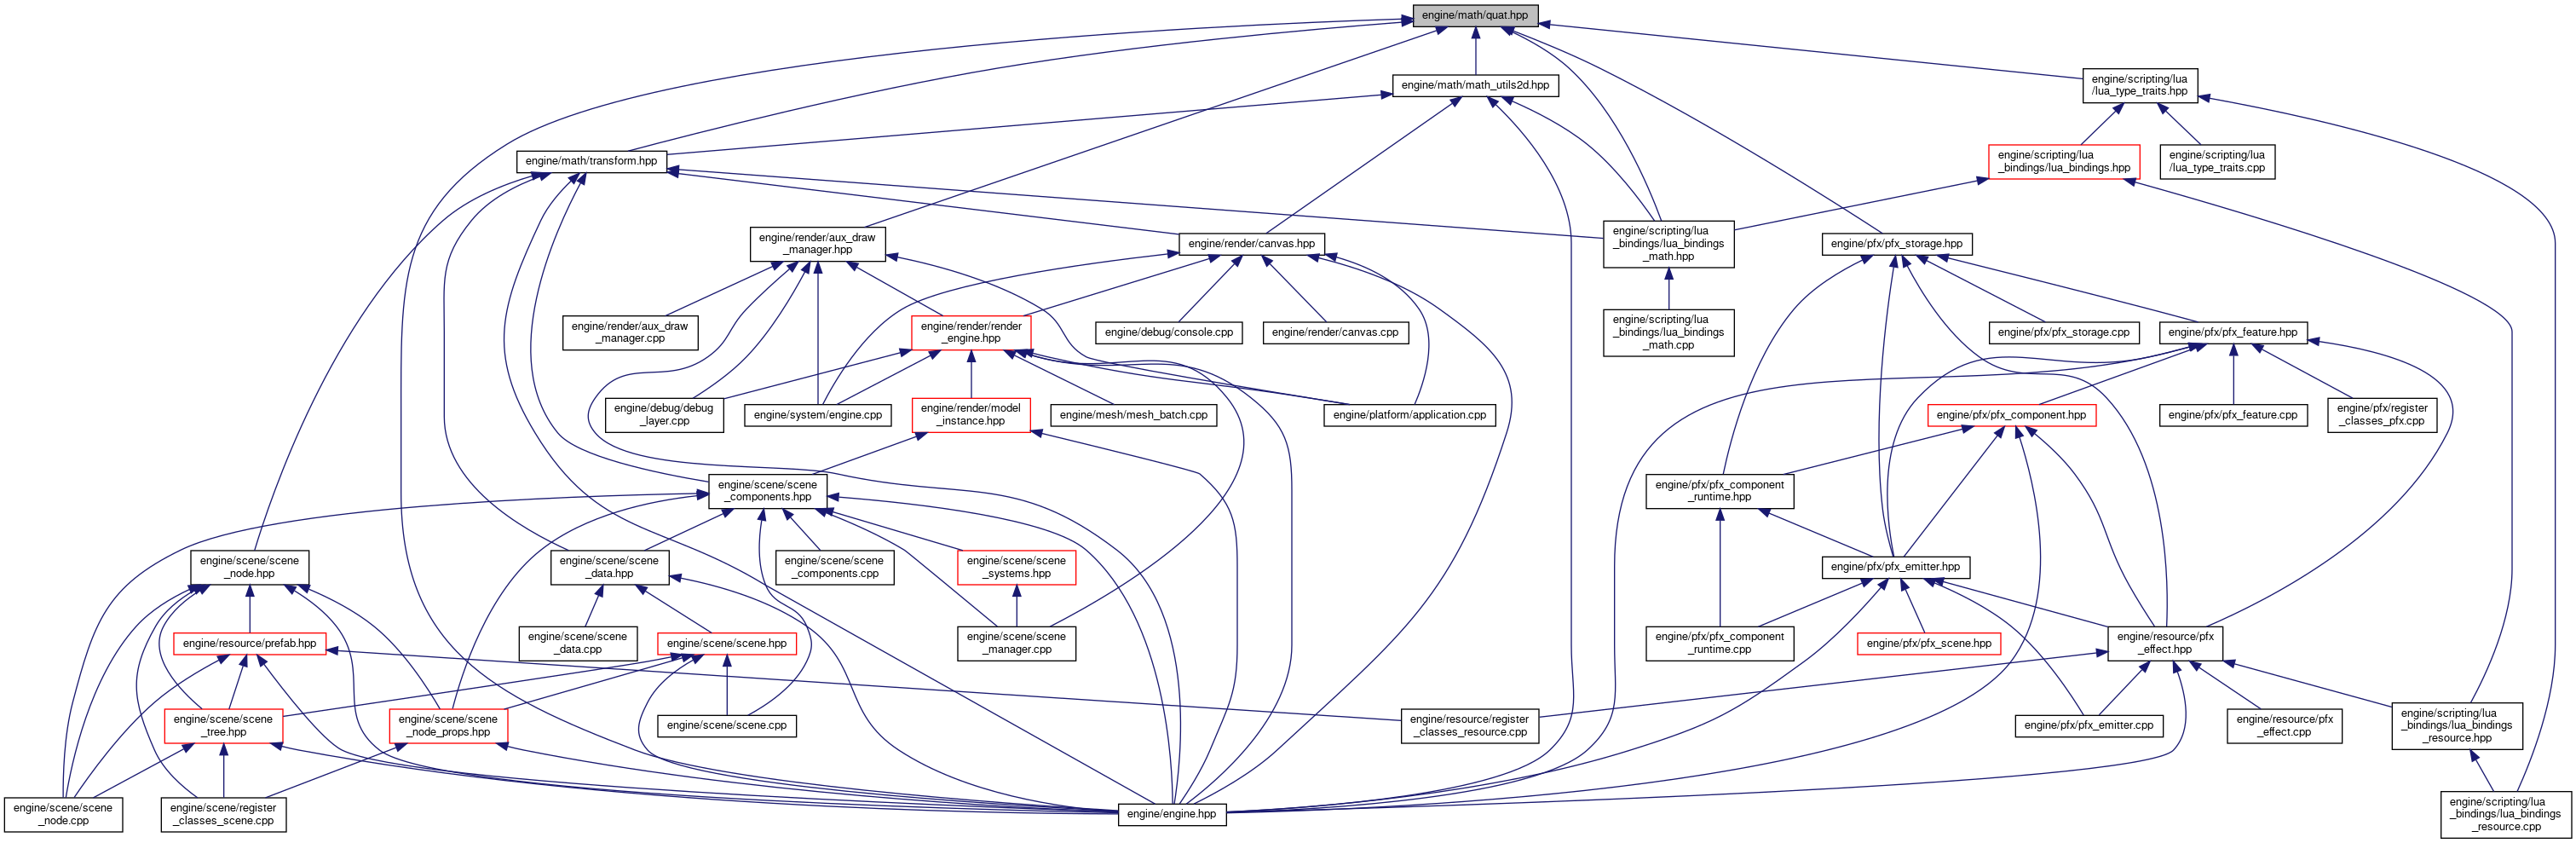 engine/math/quat.hpp
engine/math/math_utils2d.hpp
engine/scripting/lua
/lua_type_traits.hpp
engine/math/transform.hpp
engine/scripting/lua
_bindings/lua_bindings.hpp
engine/scripting/lua
/lua_type_traits.cpp
engine/render/aux_draw
_manager.hpp
engine/render/canvas.hpp
engine/scripting/lua
_bindings/lua_bindings
_math.hpp
engine/pfx/pfx_storage.hpp
engine/render/aux_draw
_manager.cpp
engine/render/render
_engine.hpp
engine/debug/console.cpp
engine/render/canvas.cpp
engine/scripting/lua
_bindings/lua_bindings
_math.cpp
engine/pfx/pfx_storage.cpp
engine/pfx/pfx_feature.hpp
engine/debug/debug
_layer.cpp
engine/system/engine.cpp
engine/render/model
_instance.hpp
engine/mesh/mesh_batch.cpp
engine/platform/application.cpp
engine/pfx/pfx_component.hpp
engine/pfx/pfx_feature.cpp
engine/pfx/register
_classes_pfx.cpp
engine/scene/scene
_components.hpp
engine/pfx/pfx_component
_runtime.hpp
engine/scene/scene
_node.hpp
engine/scene/scene
_data.hpp
engine/scene/scene
_components.cpp
engine/scene/scene
_systems.hpp
engine/pfx/pfx_emitter.hpp
engine/resource/prefab.hpp
engine/scene/scene
_data.cpp
engine/scene/scene.hpp
engine/scene/scene
_manager.cpp
engine/pfx/pfx_component
_runtime.cpp
engine/pfx/pfx_scene.hpp
engine/resource/pfx
_effect.hpp
engine/scene/scene
_tree.hpp
engine/scene/scene
_node_props.hpp
engine/scene/scene.cpp
engine/resource/register
_classes_resource.cpp
engine/pfx/pfx_emitter.cpp
engine/resource/pfx
_effect.cpp
engine/scripting/lua
_bindings/lua_bindings
_resource.hpp
engine/scene/scene
_node.cpp
engine/scene/register
_classes_scene.cpp
engine/engine.hpp
engine/scripting/lua
_bindings/lua_bindings
_resource.cpp